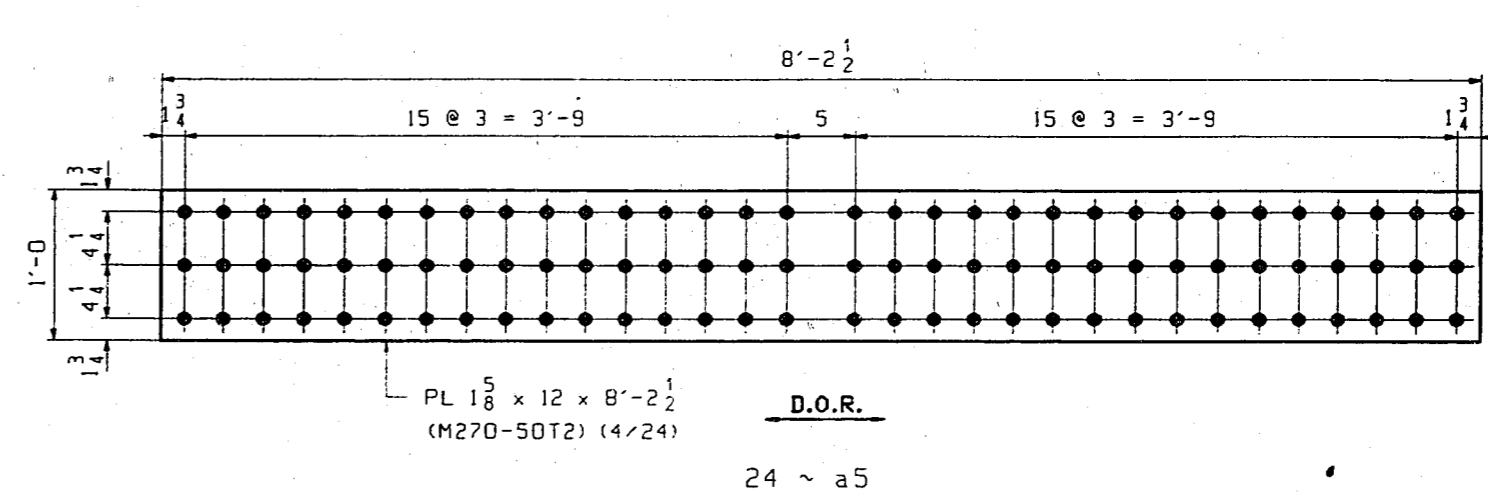 8'-2 1/2
1 3/4
15 @ 3 = 3'-9
5
15 @ 3 = 3'-9
1 3/4
1 3/4
4 1/4
1'-0
4 1/4
1 3/4
PL 1 5/8 x 12 x 8'-2 1/2
(M270-50T2) (4/24)
D.O.R.
24 ~ a5